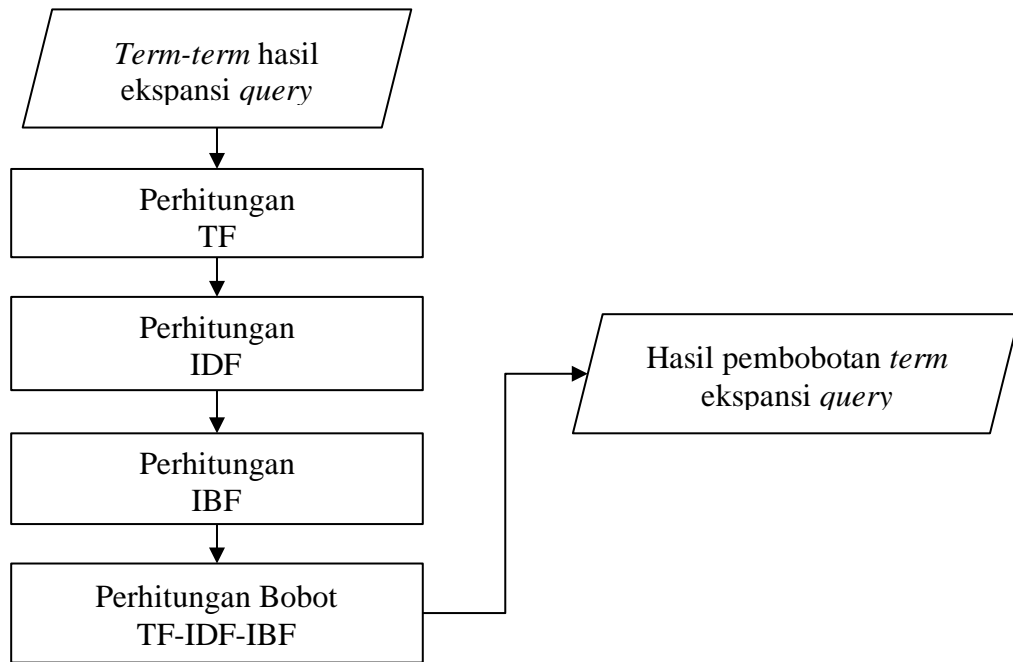 Term-term hasil
ekspansi query
Perhitungan
TF
Perhitungan
IDF
Perhitungan
IBF
Perhitungan Bobot
TF-IDF-IBF
Hasil pembobotan term
ekspansi query